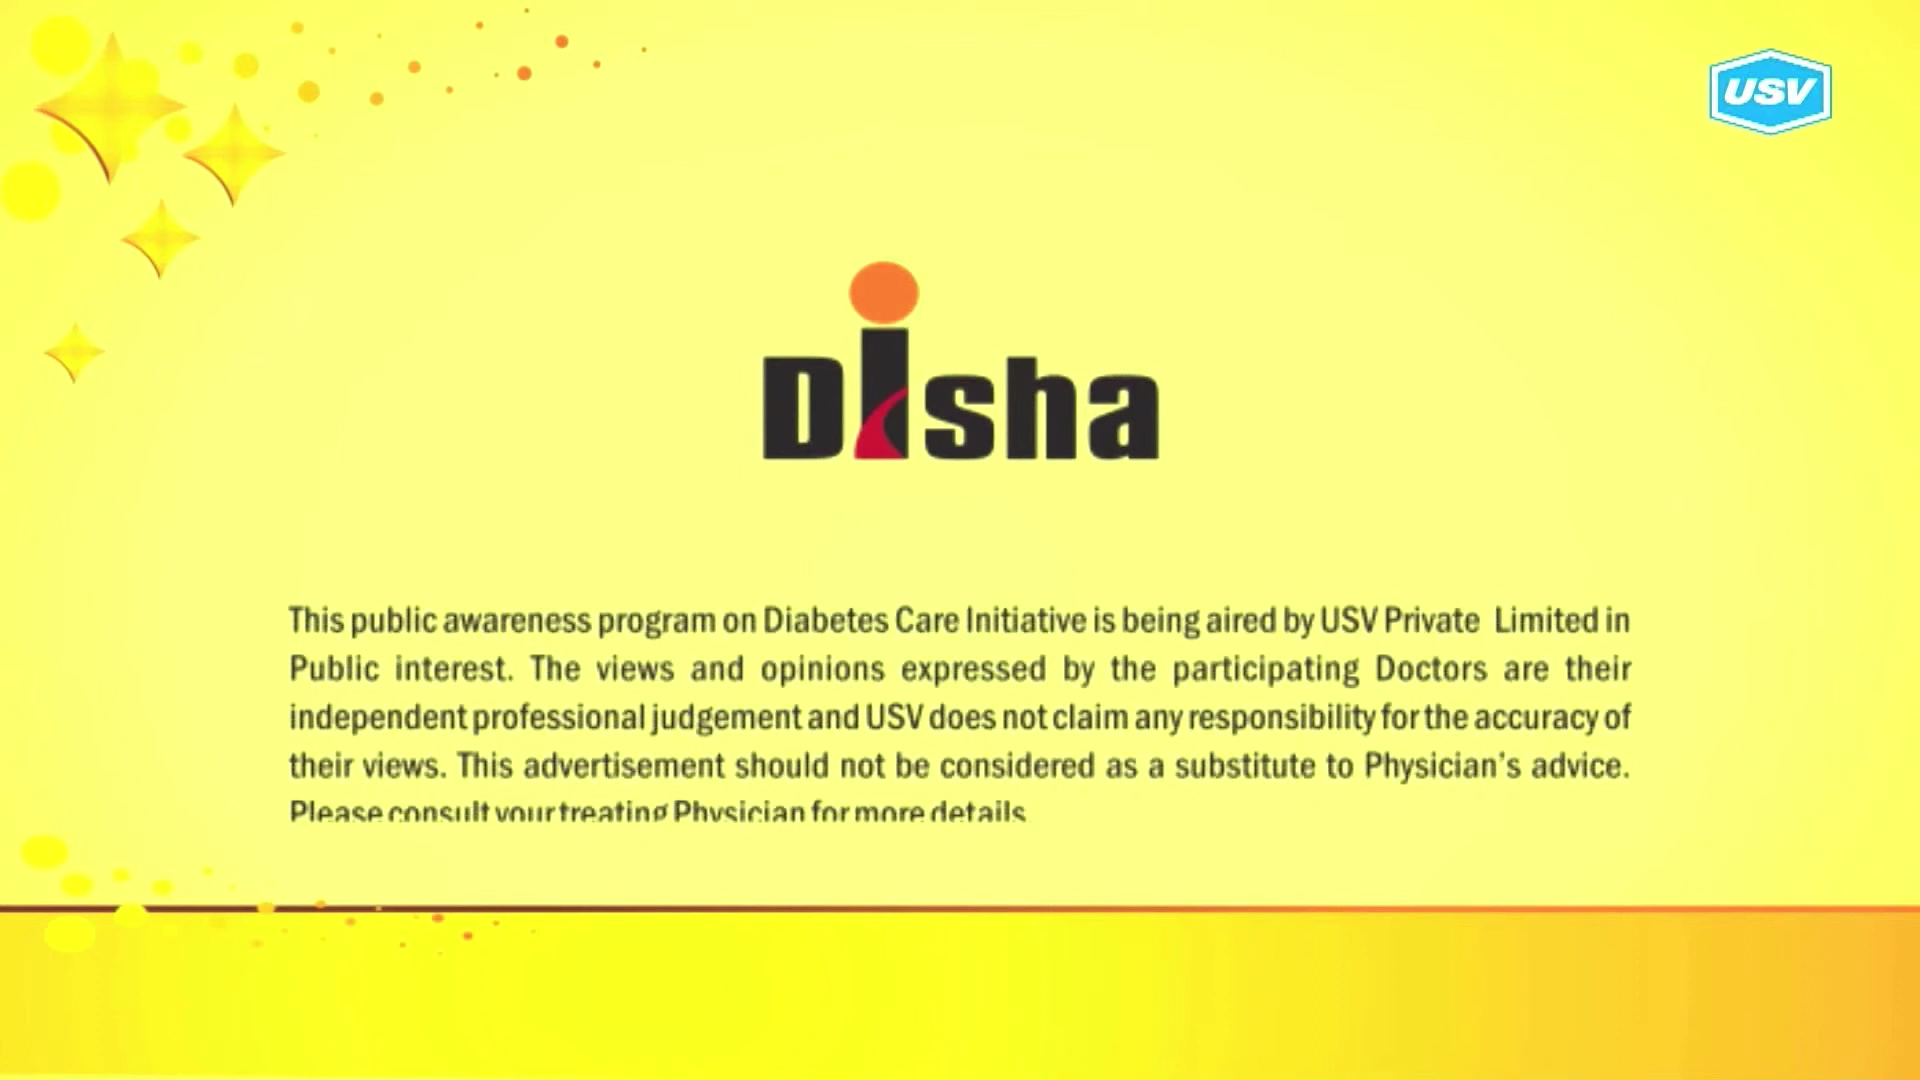 USV
Disha
This public awareness program on Diabetes Care Initiative is being aired by USV Private Limited in
Public interest. The views and opinions expressed by the participating Doctors are their
independent professional judgement and USV does not claim any responsibility for the accuracy of
their views. This advertisement should not be considered as a substitute to Physician's advice.
Please consult your treating Physician for more details